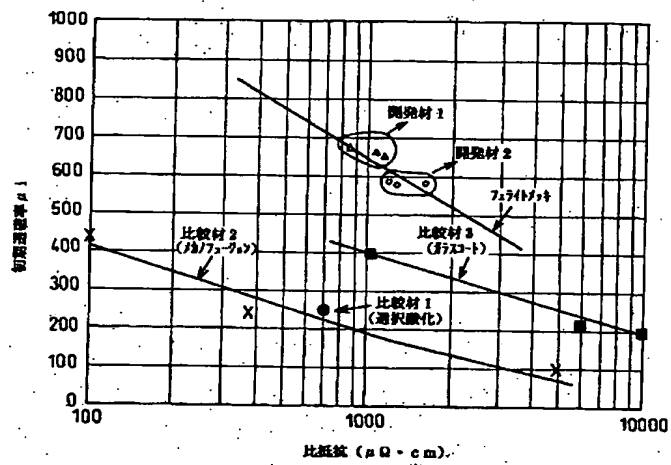 1000
900
800
700
600
500
400
300
200
100
0
初期透磁率μi
開発材1
開発材2
フェライトメッキ
比較材2
(メカノフュージョン)
比較材3
(ガラスコート)
比較材1
(選択酸化)
100
1000
10000
比抵抗(μΩ・cm)